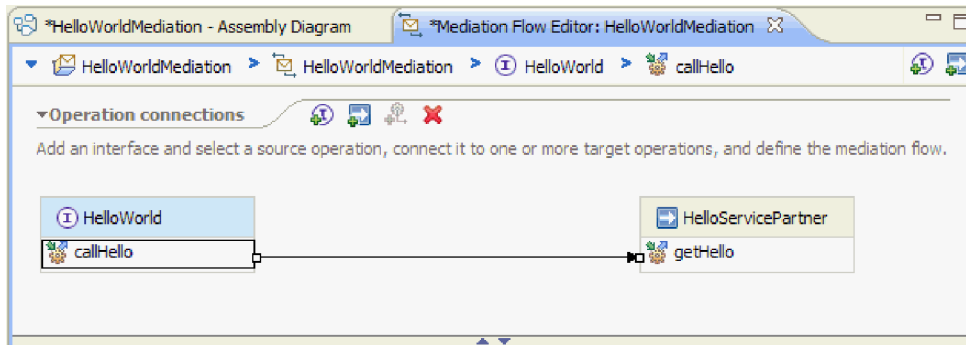 *HelloWorldMediation - Assembly Diagram *Mediation Flow Editor: HelloWorldMediation
HelloWorldMediation > HelloWorldMediation > I HelloWorld > callHello
Operation connections
Add an interface and select a source operation, connect it to one or more target operations, and define the mediation flow.
I HelloWorld HelloServicePartner
callHello getHello